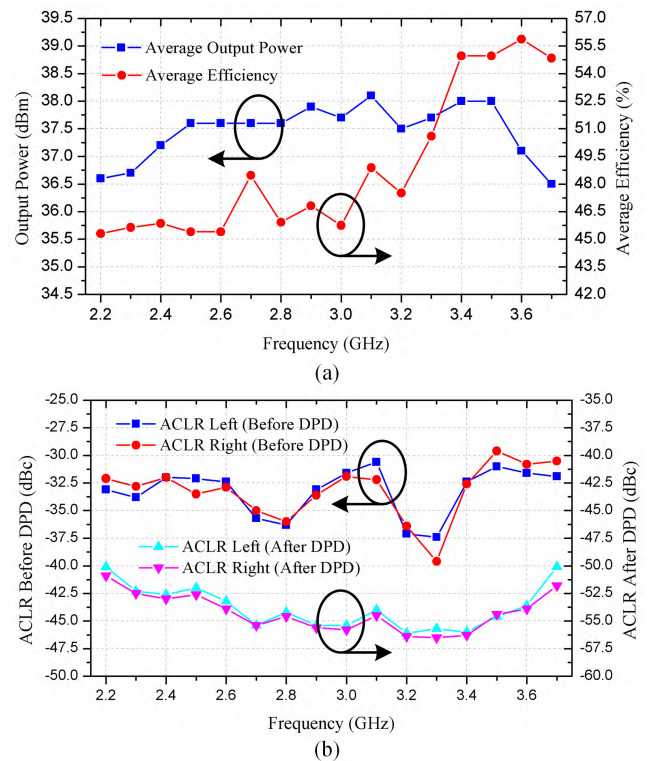 (a)
39.5
39.0
38.5
38.0
37.5
37.0
36.5
36.0
35.5
35.0
34.5
Output Power (dBm)
Average Output Power
Average Efficiency
57.0
55.5
54.0
52.5
51.0
49.5
48.0
46.5
45.0
43.5
42.0
Average Efficiency (%)
2.2 2.4 2.6 2.8 3.0 3.2 3.4 3.6
Frequency (GHz)
(a)
-25.0
-27.5
-30.0
-32.5
-35.0
-37.5
-40.0
-42.5
-45.0
-47.5
-50.0
ACLR Before DPD (dBc)
ACLR Left (Before DPD)
ACLR Right (Before DPD)
ACLR Left (After DPD)
ACLR Right (After DPD)
-35.0
-37.5
-40.0
-42.5
-45.0
-47.5
-50.0
-52.5
-55.0
-57.5
-60.0
ACLR After DPD (dBc)
2.2 2.4 2.6 2.8 3.0 3.2 3.4 3.6
Frequency (GHz)
(b)